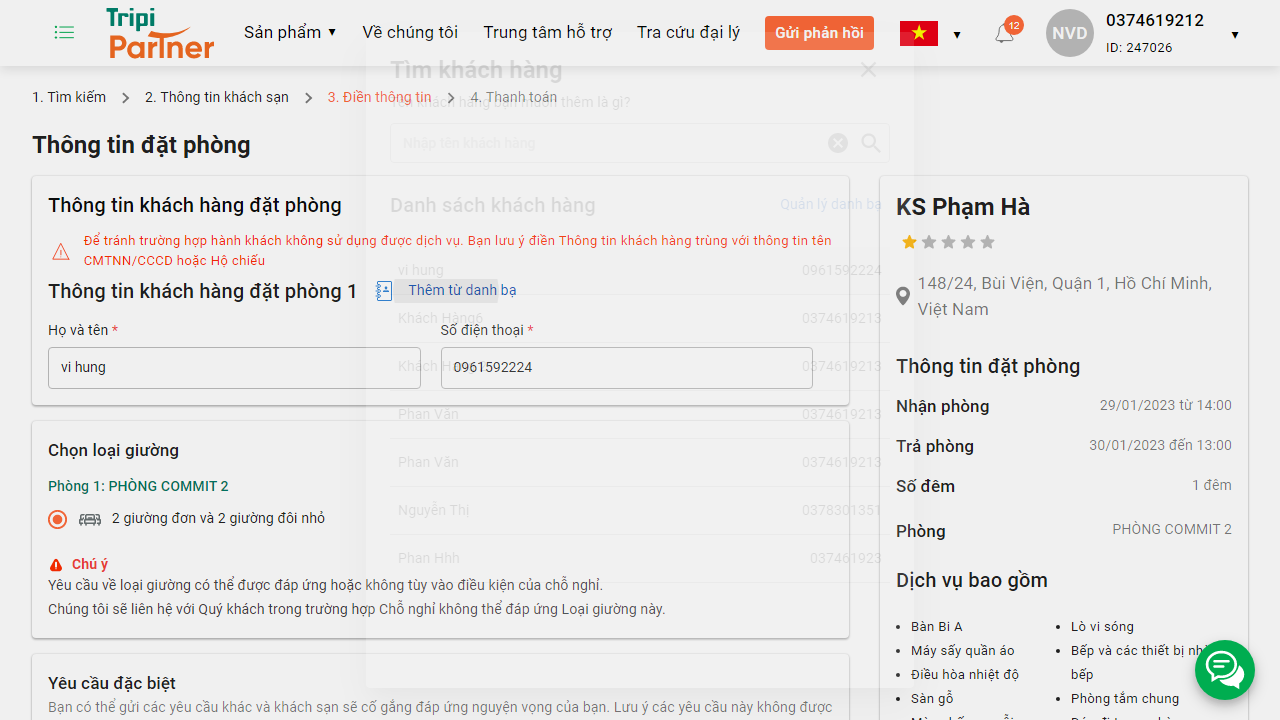 Tripi
Partner
Sản phẩm ▼
Về chúng tôi
Trung tâm hỗ trợ
Tra cứu đại lý
Gửi phản hồi
12
NVD
0374619212
ID: 247026
1. Tìm kiếm
2. Thông tin khách sạn
3. Điền thông tin
4. Thanh toán
Tìm khách hàng
Tên khách hàng bạn muốn thêm là gì?
Nhập tên khách hàng
Danh sách khách hàng
Quản lý danh bạ
vi hung 0961592224
Khách Hàng6 0374619213
Khách H 0374619213
Phan Văn 0374619213
Phan Văn 0374619213
Nguyễn Thị 0378301351
Phan Hhh 037461923
Thông tin đặt phòng
Thông tin khách hàng đặt phòng
Để tránh trường hợp hành khách không sử dụng được dịch vụ. Bạn lưu ý điền Thông tin khách hàng trùng với thông tin tên
CMTNN/CCCD hoặc Hộ chiếu
Thông tin khách hàng đặt phòng 1
Thêm từ danh bạ
Họ và tên *
Số điện thoại *
vi hung
0961592224
Chọn loại giường
Phòng 1: PHÒNG COMMIT 2
2 giường đơn và 2 giường đôi nhỏ
Chú ý
Yêu cầu về loại giường có thể được đáp ứng hoặc không tùy vào điều kiện của chỗ nghỉ.
Chúng tôi sẽ liên hệ với Quý khách trong trường hợp Chỗ nghỉ không thể đáp ứng Loại giường này.
Yêu cầu đặc biệt
Bạn có thể gửi các yêu cầu khác và khách sạn sẽ cố gắng đáp ứng nguyện vọng của bạn. Lưu ý các yêu cầu này không được
KS Phạm Hà
148/24, Bùi Viện, Quận 1, Hồ Chí Minh,
Việt Nam
Thông tin đặt phòng
Nhận phòng 29/01/2023 từ 14:00
Trả phòng 30/01/2023 đến 13:00
Số đêm 1 đêm
Phòng PHÒNG COMMIT 2
Dịch vụ bao gồm
Bàn Bi A
Máy sấy quần áo
Điều hòa nhiệt độ
Sàn gỗ
Lò vi sóng
Bếp và các thiết bị nhà
bếp
Phòng tắm chung